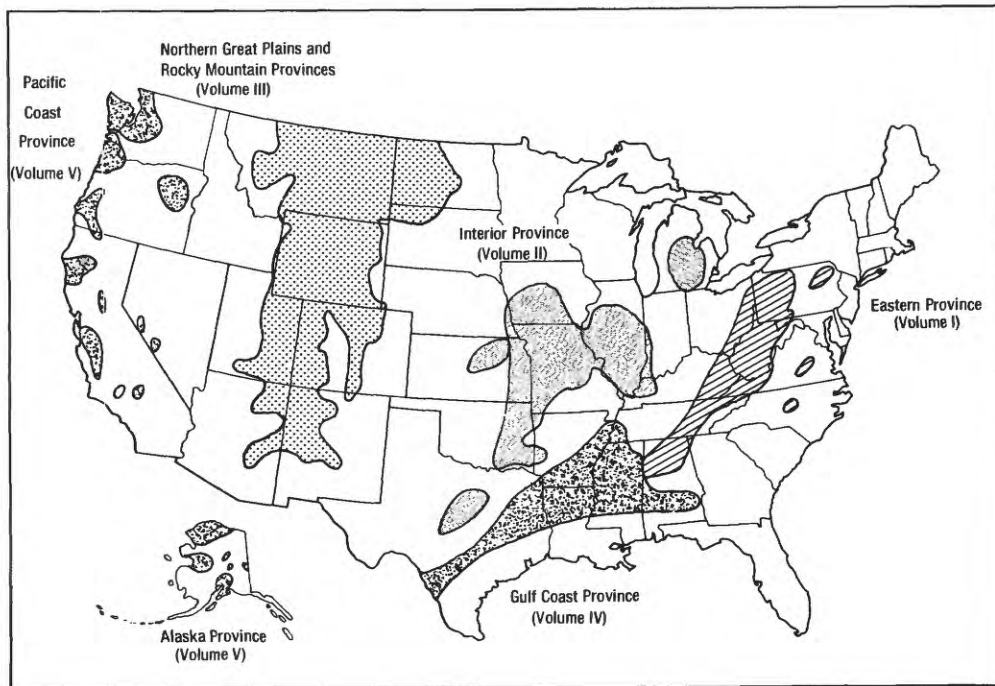 Northern Great Plains and
Rocky Mountain Provinces
(Volume III)
Pacific
Coast
Province
(Volume V)
Interior Province
(Volume II)
Eastern Province
(Volume I)
Gulf Coast Province
(Volume IV)
Alaska Province
(Volume V)